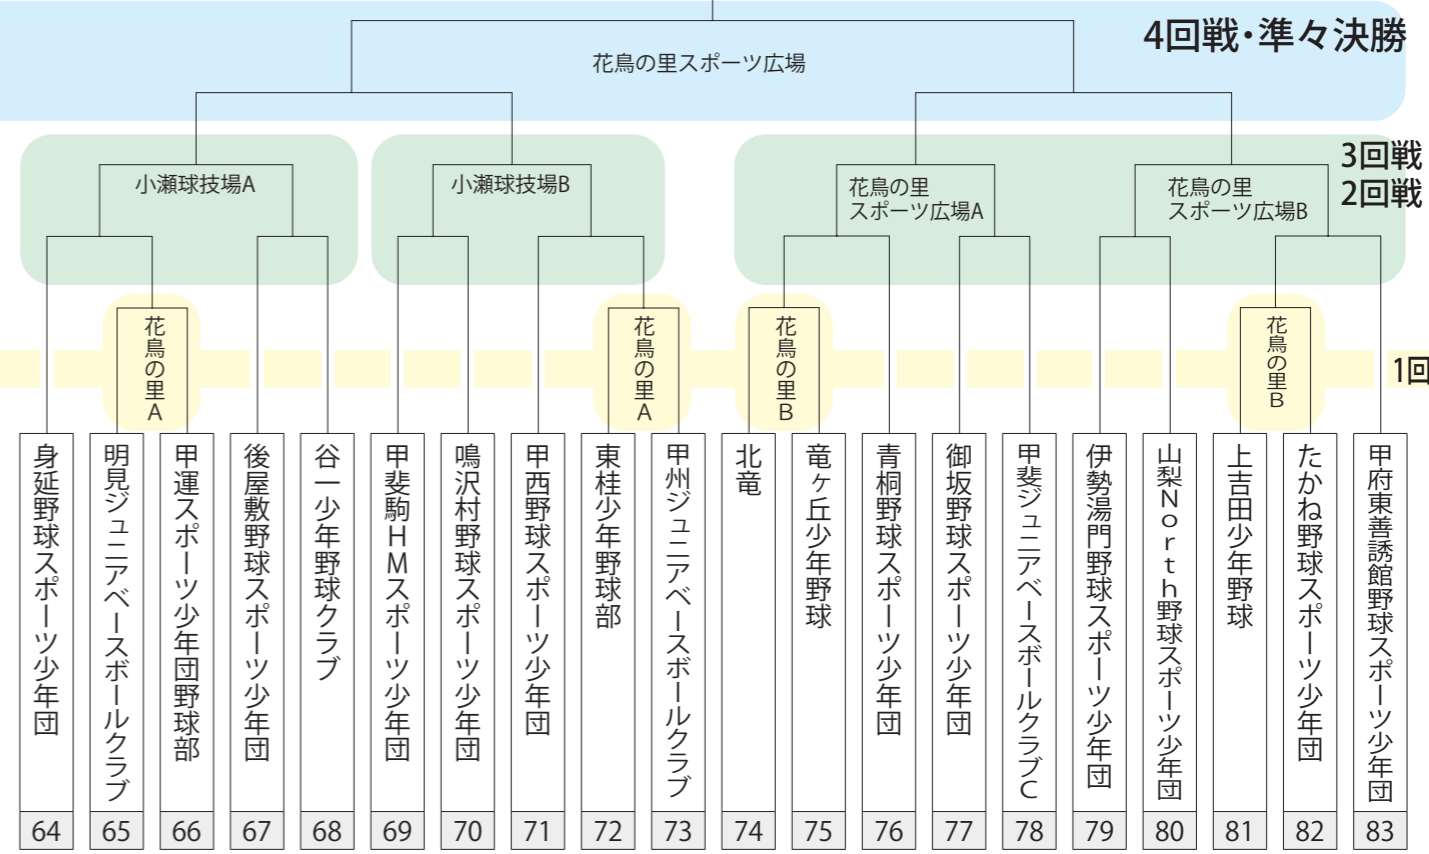 4回戦・準々決勝
花鳥の里スポーツ広場
3回戦
2回戦
小瀬球技場A
小瀬球技場B
花鳥の里
スポーツ広場A
花鳥の里
スポーツ広場B
花鳥の里A
花鳥の里A
花鳥の里B
花鳥の里B
1回
身延野球スポーツ少年団
明見ジュニアベースボールクラブ
甲運スポーツ少年団野球部
後屋敷野球スポーツ少年団
谷一少年野球クラブ
甲斐駒HMスポーツ少年団
鳴沢村野球スポーツ少年団
甲西野球スポーツ少年団
東桂少年野球部
甲州ジュニアベースボールクラブ
北竜
竜ヶ丘少年野球
青桐野球スポーツ少年団
御坂野球スポーツ少年団
甲斐ジュニアベースボールクラブC
伊勢湯門野球スポーツ少年団
山梨North野球スポーツ少年団
上吉田少年野球
たかね野球スポーツ少年団
甲府東善誘館野球スポーツ少年団
64 65 66 67 68 69 70 71 72 73 74 75 76 77 78 79 80 81 82 83